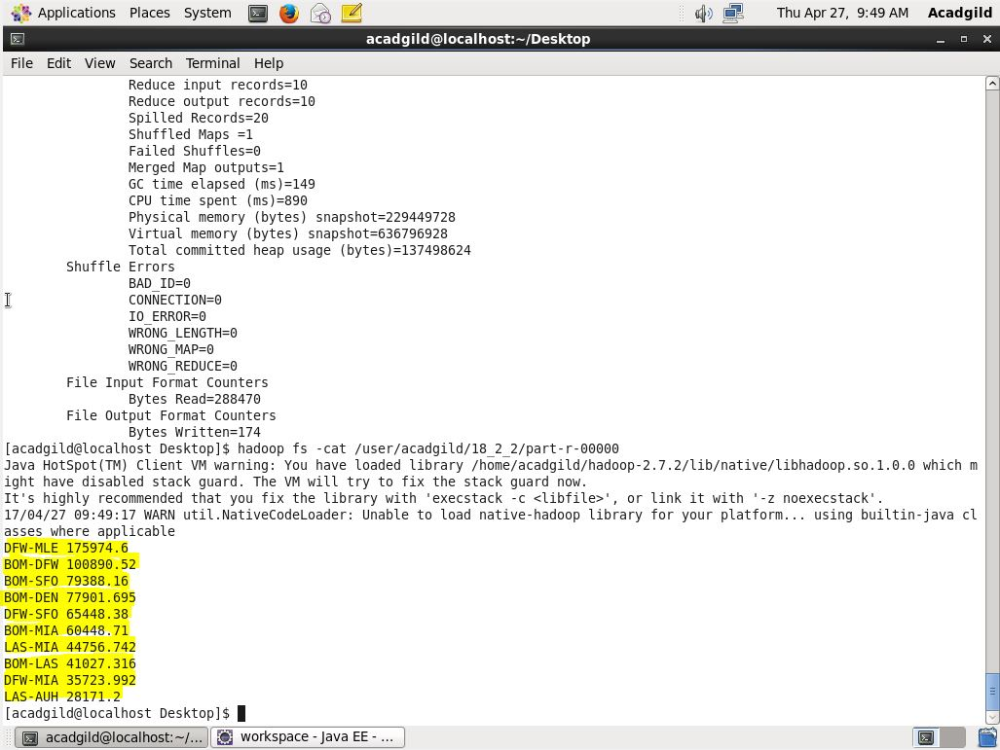 Applications Places System
Thu Apr 27, 9:49 AM Acadgild
acadgild@localhost:~/Desktop
File Edit View Search Terminal Help
Reduce input records=10
Reduce output records=10
Spilled Records=20
Shuffled Maps =1
Failed Shuffles=0
Merged Map outputs=1
GC time elapsed (ms)=149
CPU time spent (ms)=890
Physical memory (bytes) snapshot=229449728
Virtual memory (bytes) snapshot=636796928
Total committed heap usage (bytes)=137498624
Shuffle Errors
BAD_ID=0
CONNECTION=0
IO_ERROR=0
WRONG_LENGTH=0
WRONG_MAP=0
WRONG_REDUCE=0
File Input Format Counters
Bytes Read=288470
File Output Format Counters
Bytes Written=174
[acadgild@localhost Desktop]$ hadoop fs -cat /user/acadgild/18_2_2/part-r-00000
Java HotSpot(TM) Client VM warning: You have loaded library /home/acadgild/hadoop-2.7.2/lib/native/libhadoop.so.1.0.0 which m
ight have disabled stack guard. The VM will try to fix the stack guard now.
It's highly recommended that you fix the library with 'execstack -c <libfile>', or link it with '-z noexecstack'.
17/04/27 09:49:17 WARN util.NativeCodeLoader: Unable to load native-hadoop library for your platform... using builtin-java cl
asses where applicable
DFW-MLE 175974.6
BOM-DFW 100890.52
BOM-SFO 79388.16
BOM-DEN 77901.695
DFW-SFO 65448.38
BOM-MIA 60448.71
LAS-MIA 44756.742
BOM-LAS 41027.316
DFW-MIA 35723.992
LAS-AUH 28171.2
[acadgild@localhost Desktop]$
acadgild@localhost:~/... workspace - Java EE - ...